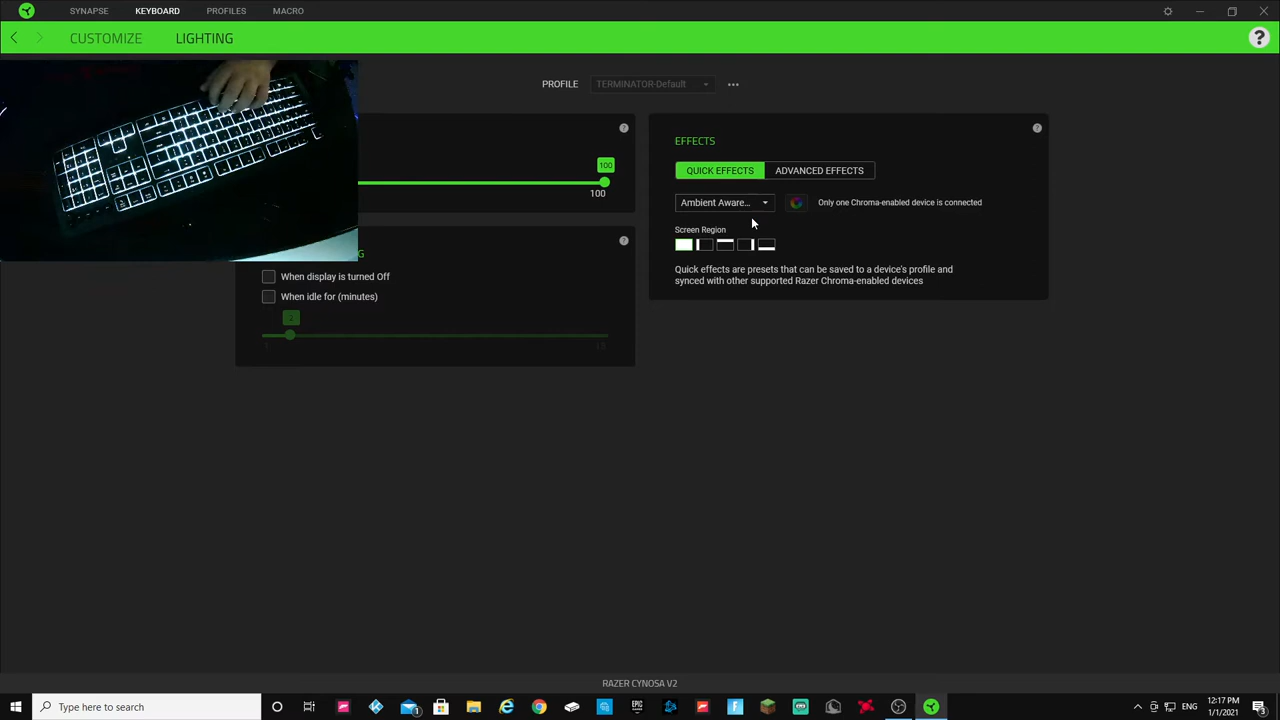 SYNAPSE KEYBOARD PROFILES MACRO
CUSTOMIZE LIGHTING
?
PROFILE TERMINATOR-Default
?
100
100
EFFECTS
?
QUICK EFFECTS ADVANCED EFFECTS
Ambient Aware... Only one Chroma-enabled device is connected
Screen Region
Quick effects are presets that can be saved to a device's profile and
synced with other supported Razer Chroma-enabled devices
G
?
When display is turned Off
When idle for (minutes)
RAZER CYNOSA V2
Type here to search
EPIC
GAMES
ENG
12:17 PM
1/1/2021